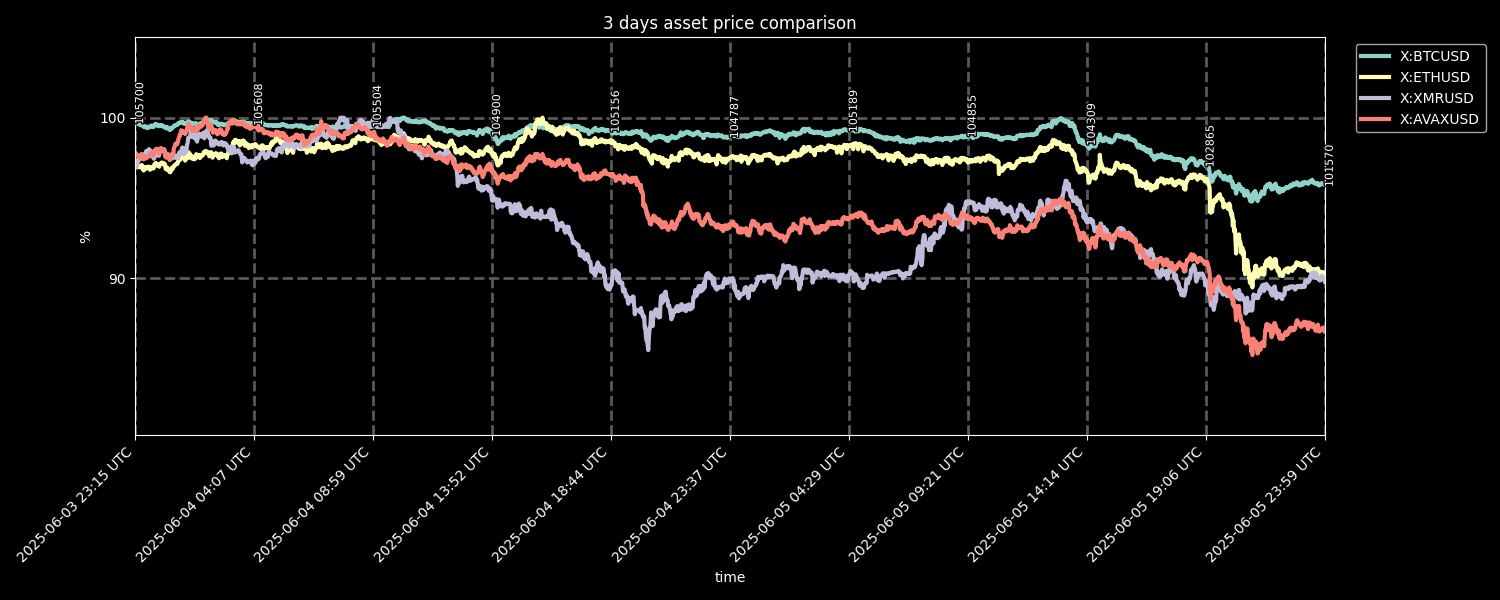 3 days asset price comparison
X:BTCUSD
X:ETHUSD
X:XMRUSD
X:AVAXUSD
%
100
90
105700
105608
105504
104900
105156
104787
105189
104855
104309
102865
101570
2025-06-03 23:15 UTC
2025-06-04 04:07 UTC
2025-06-04 08:59 UTC
2025-06-04 13:52 UTC
2025-06-04 18:44 UTC
2025-06-04 23:37 UTC
2025-06-05 04:29 UTC
2025-06-05 09:21 UTC
2025-06-05 14:14 UTC
2025-06-05 19:06 UTC
2025-06-05 23:59 UTC
time